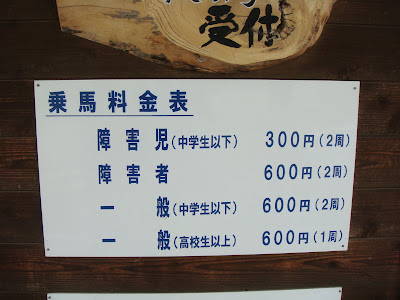 受付
乗馬料金表
障害児(中学生以下) 300円(2周)
障害者 600円(2周)
一般(中学生以下) 600円(2周)
一般(高校生以上) 600円(1周)